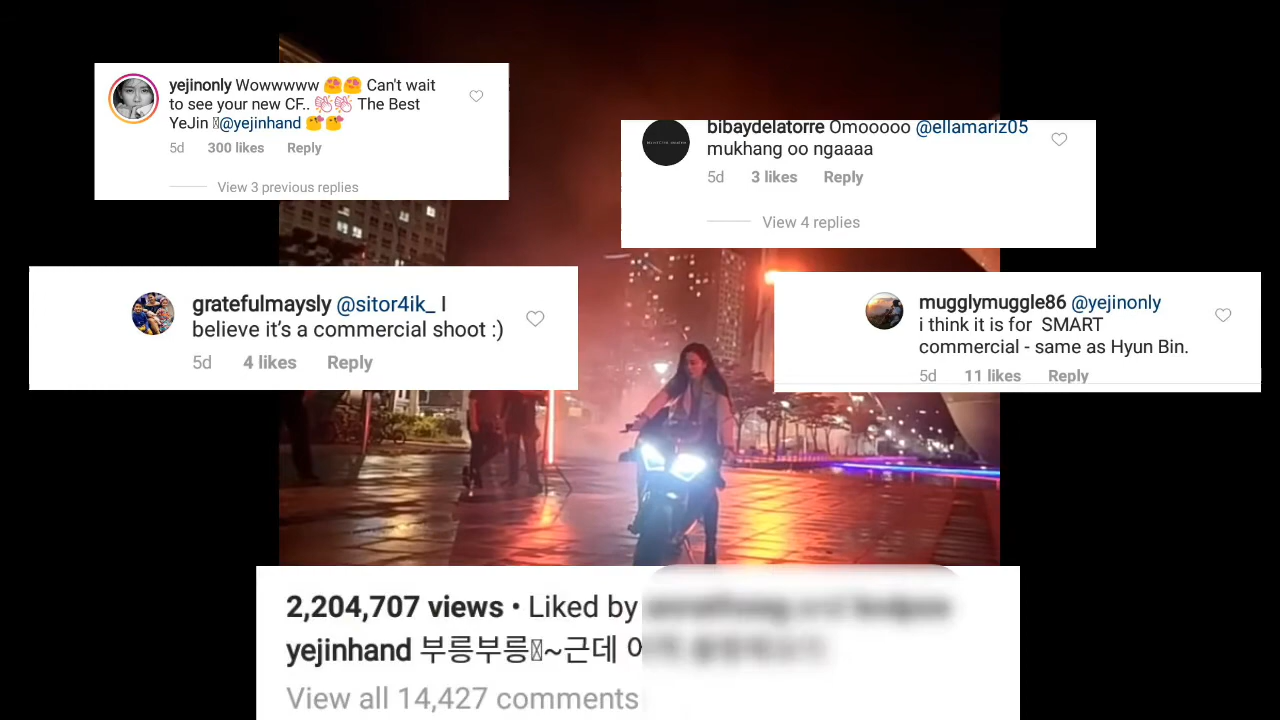 yejinonly Wowwwww 😍😍 Can't wait
to see your new CF.. 👏👏 The Best
YeJin @yejinhand 😘😘
5d 300 likes Reply
View 3 previous replies
bibaydelatorre Omooooo @ellamariz05
mukhang oo ngaaaa
5d 3 likes Reply
View 4 replies
gratefulmaysly @sitor4ik_ I
believe it's a commercial shoot :)
5d 4 likes Reply
mugglymuggle86 @yejinonly
i think it is for SMART
commercial - same as Hyun Bin.
5d 11 likes Reply
2,204,707 views • Liked by
yejinhand 부릉부릉~근데
View all 14,427 comments